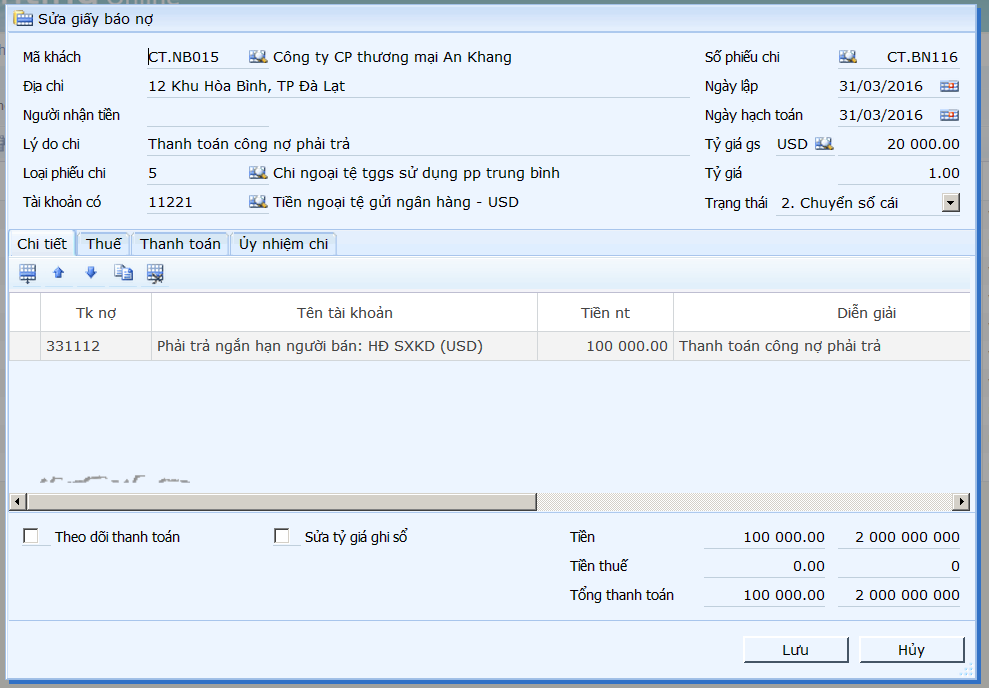 Sửa giấy báo nợ
Mã khách CT.NB015 Công ty CP thương mại An Khang Số phiếu chi CT.BN116
Địa chỉ 12 Khu Hòa Bình, TP Đà Lạt Ngày lập 31/03/2016
Người nhận tiền Ngày hạch toán 31/03/2016
Lý do chi Thanh toán công nợ phải trả Tỷ giá gs USD 20 000.00
Loại phiếu chi 5 Chi ngoại tệ tggs sử dụng pp trung bình Tỷ giá 1.00
Tài khoản có 11221 Tiền ngoại tệ gửi ngân hàng - USD Trạng thái 2. Chuyển sổ cái
Chi tiết Thuế Thanh toán Ủy nhiệm chi
Tk nợ Tên tài khoản Tiền nt Diễn giải
331112 Phải trả ngắn hạn người bán: HĐ SXKD (USD) 100 000.00 Thanh toán công nợ phải trả
Theo dõi thanh toán Sửa tỷ giá ghi sổ Tiền 100 000.00 2 000 000 000
Tiền thuế 0.00 0
Tổng thanh toán 100 000.00 2 000 000 000
Lưu Hủy